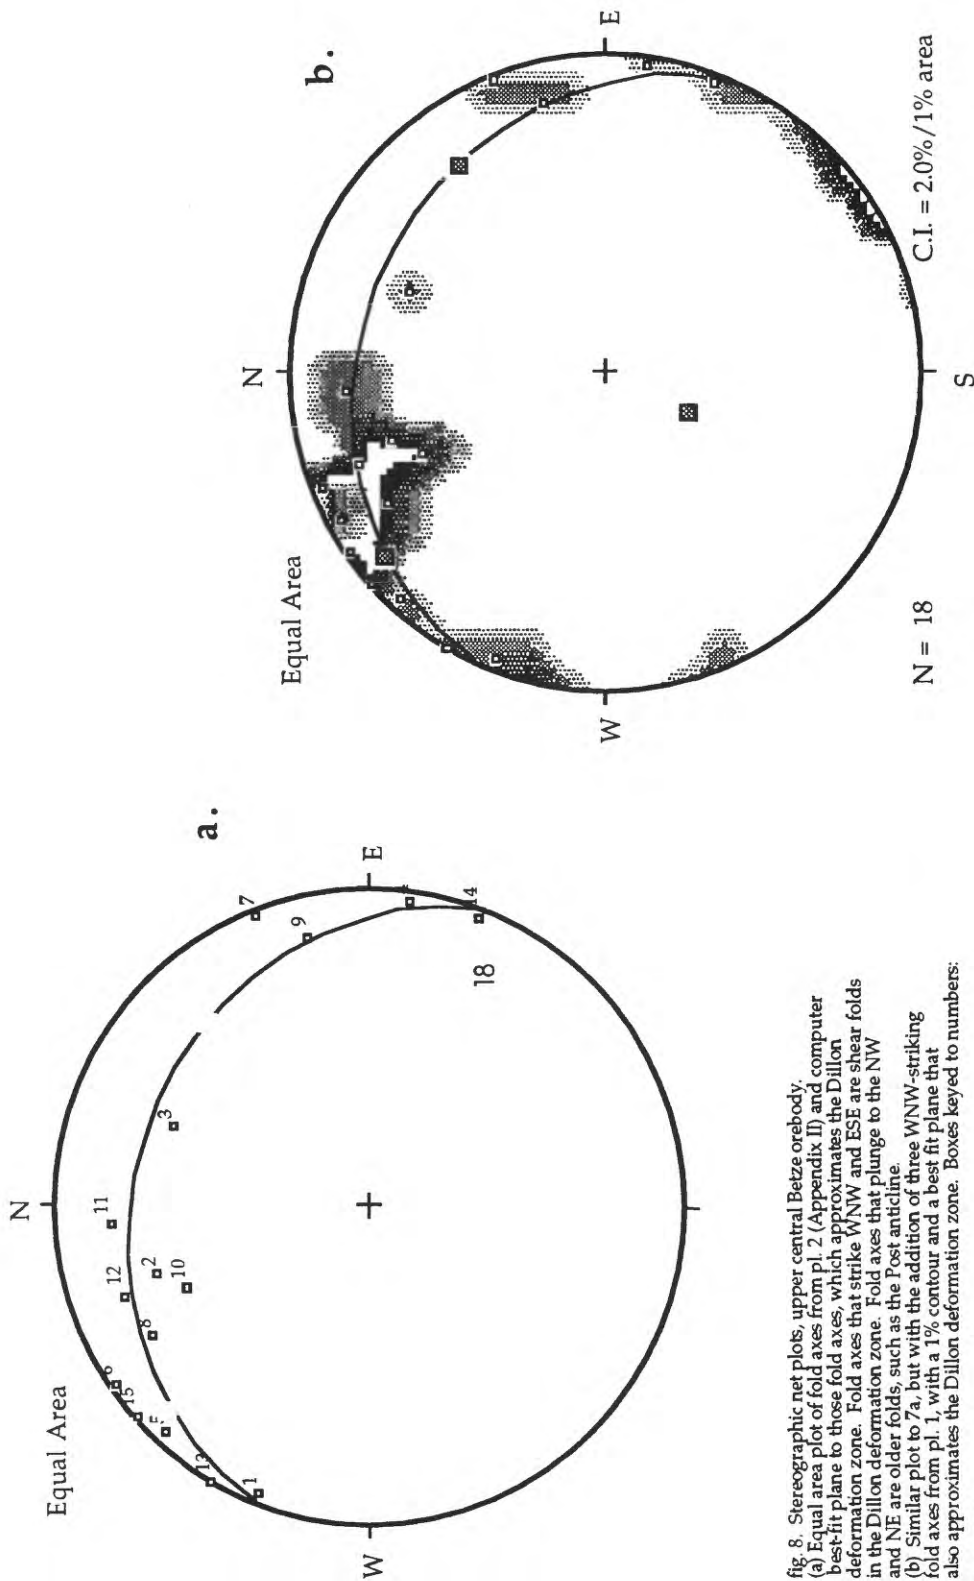 a.
Equal Area
N
E
W
11
12
2
10
8
3
6
15
5
13
1
7
9
14
18
b.
Equal Area
N
E
W
S
N = 18
C.I. = 2.0%/1% area
fig. 8. Stereographic net plots, upper central Betze orebody.
(a) Equal area plot of fold axes from pl. 2 (Appendix II) and computer
best-fit plane to those fold axes, which approximates the Dillon
deformation zone. Fold axes that strike WNW and ESE are shear folds
in the Dillon deformation zone. Fold axes that plunge to the NW
and NE are older folds, such as the Post anticline.
(b) Similar plot to 7a, but with the addition of three WNW-striking
fold axes from pl. 1, with a 1% contour and a best fit plane that
also approximates the Dillon deformation zone. Boxes keyed to numbers: